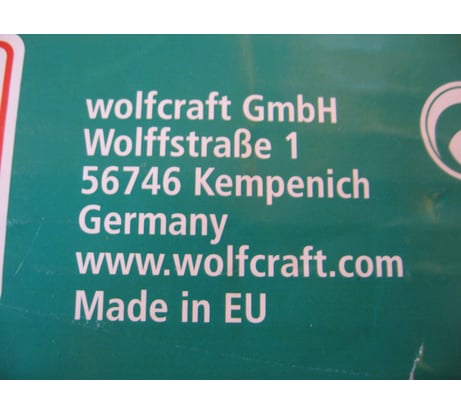 wolfcraft GmbH
Wolffstraße 1
56746 Kempenich
Germany
www.wolfcraft.com
Made in EU